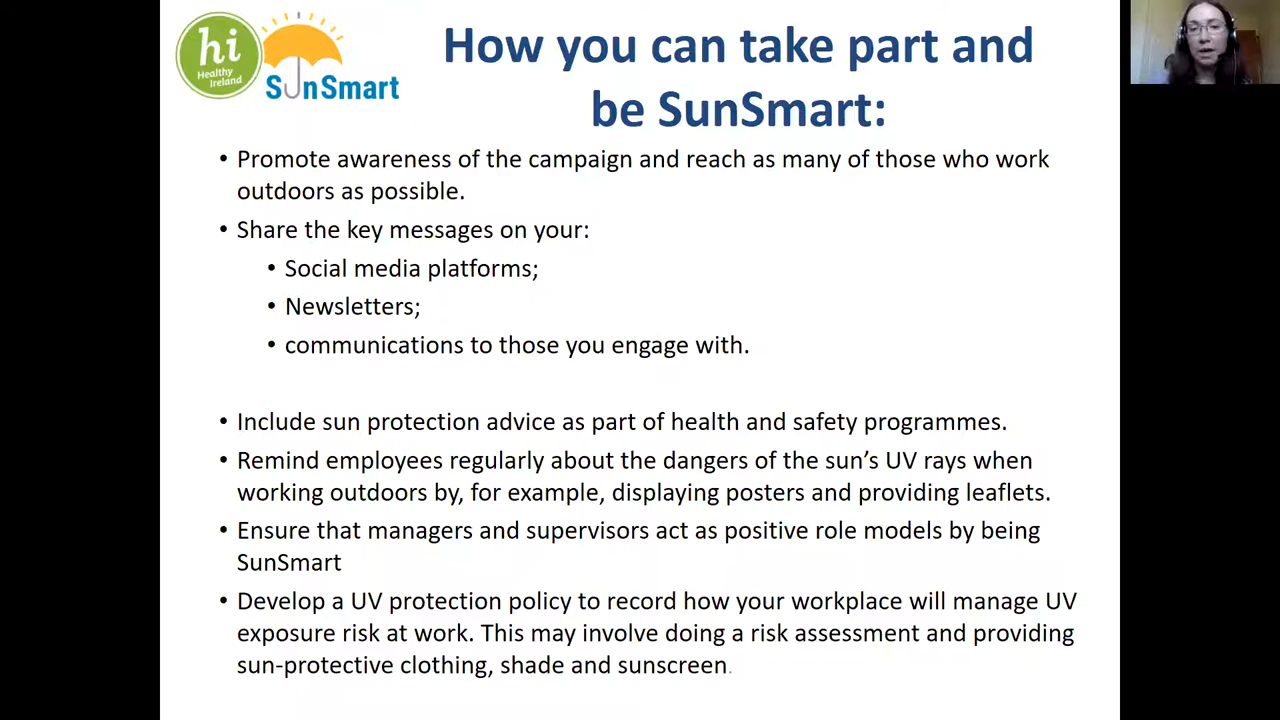 hi
Healthy
Ireland
SunSmart
How you can take part and
be SunSmart:
• Promote awareness of the campaign and reach as many of those who work
outdoors as possible.
• Share the key messages on your:
• Social media platforms;
• Newsletters;
• communications to those you engage with.
• Include sun protection advice as part of health and safety programmes.
• Remind employees regularly about the dangers of the sun’s UV rays when
working outdoors by, for example, displaying posters and providing leaflets.
• Ensure that managers and supervisors act as positive role models by being
SunSmart
• Develop a UV protection policy to record how your workplace will manage UV
exposure risk at work. This may involve doing a risk assessment and providing
sun-protective clothing, shade and sunscreen.